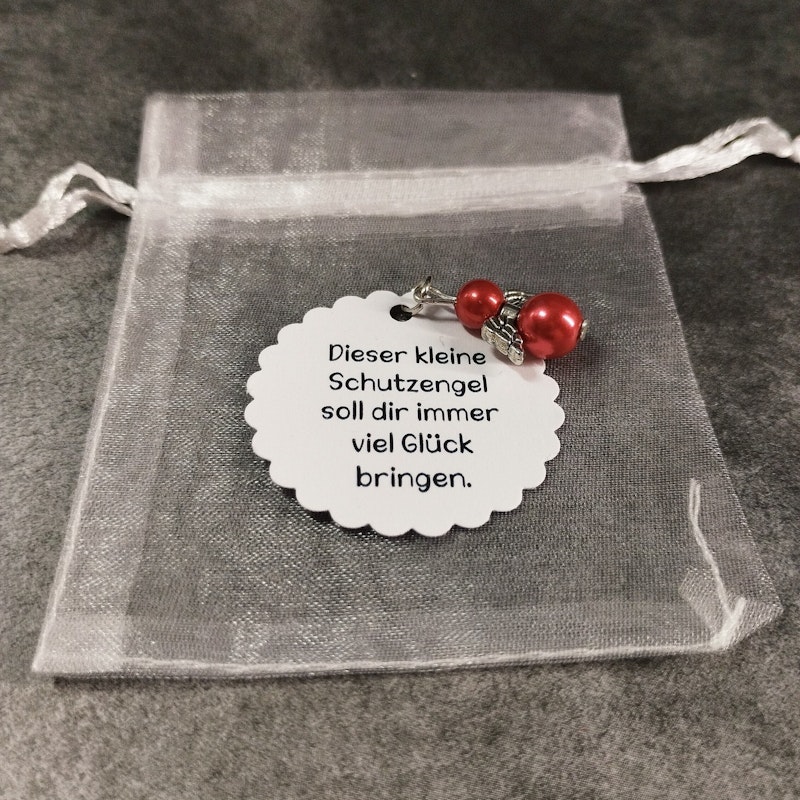 Dieser kleine
Schutzengel
soll dir immer
viel Glück
bringen.